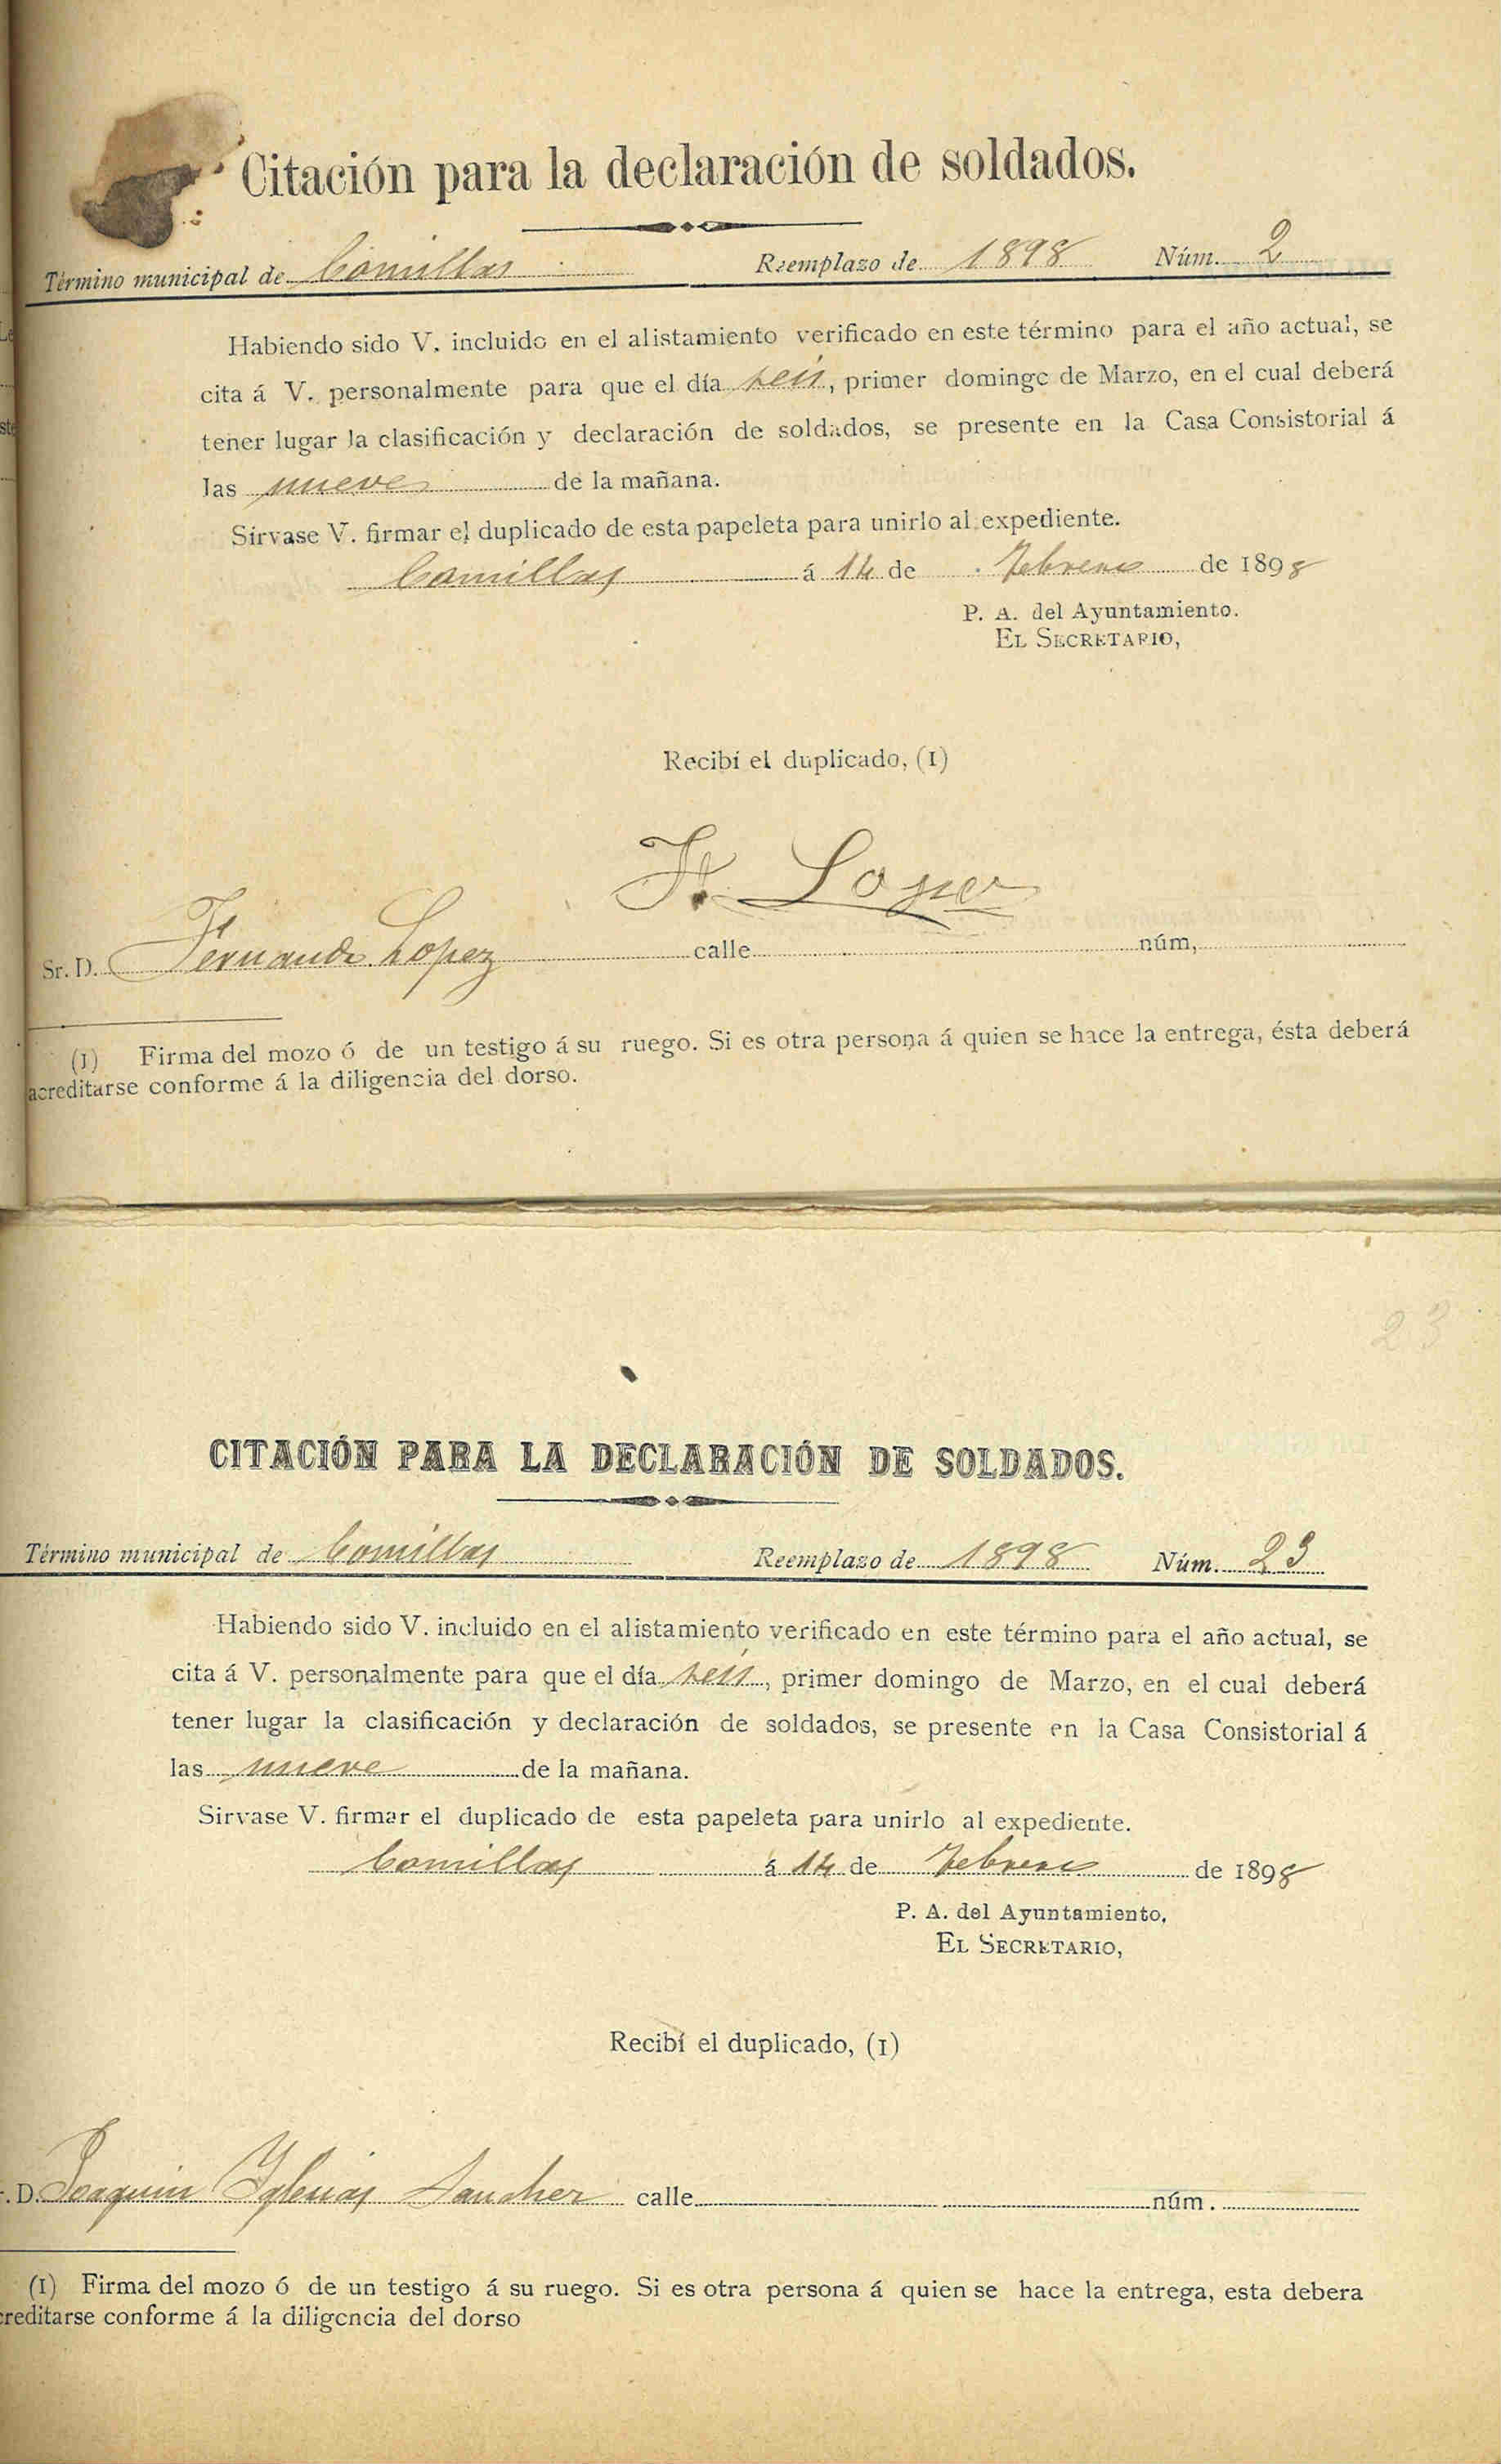 Citación para la declaración de soldados.
Término municipal de Comillas Reemplazo de 1898 Núm. 2
Habiendo sido V. incluido en el alistamiento verificado en este término para el año actual, se
cita á V. personalmente para que el día seis, primer domingo de Marzo, en el cual deberá
tener lugar la clasificación y declaración de soldados, se presente en la Casa Consistorial á
las nueve de la mañana.
Sírvase V. firmar el duplicado de esta papeleta para unirlo al expediente.
Comillas á 14 de Febrero de 1898
P. A. del Ayuntamiento.
EL SECRETARIO,
Recibí el duplicado, (1)
F. Lopez
Sr. D. Fernando Lopez calle núm,
(1) Firma del mozo ó de un testigo á su ruego. Si es otra persona á quien se hace la entrega, ésta deberá
acreditarse conforme á la diligencia del dorso.
23
CITACIÓN PARA LA DECLARACIÓN DE SOLDADOS.
Término municipal de Comillas Reemplazo de 1898 Núm. 23
Habiendo sido V. incluido en el alistamiento verificado en este término para el año actual, se
cita á V. personalmente para que el día seis, primer domingo de Marzo, en el cual deberá
tener lugar la clasificación y declaración de soldados, se presente en la Casa Consistorial á
las nueve de la mañana.
Sirvase V. firmar el duplicado de esta papeleta para unirlo al expediente.
Comillas á 14 de Febrero de 1898
P. A. del Ayuntamiento,
EL SECRETARIO,
Recibí el duplicado, (1)
r. D. Joaquin Yglesias Sanchez calle núm.
(1) Firma del mozo ó de un testigo á su ruego. Si es otra persona á quien se hace la entrega, esta debera
creditarse conforme á la diligencia del dorso